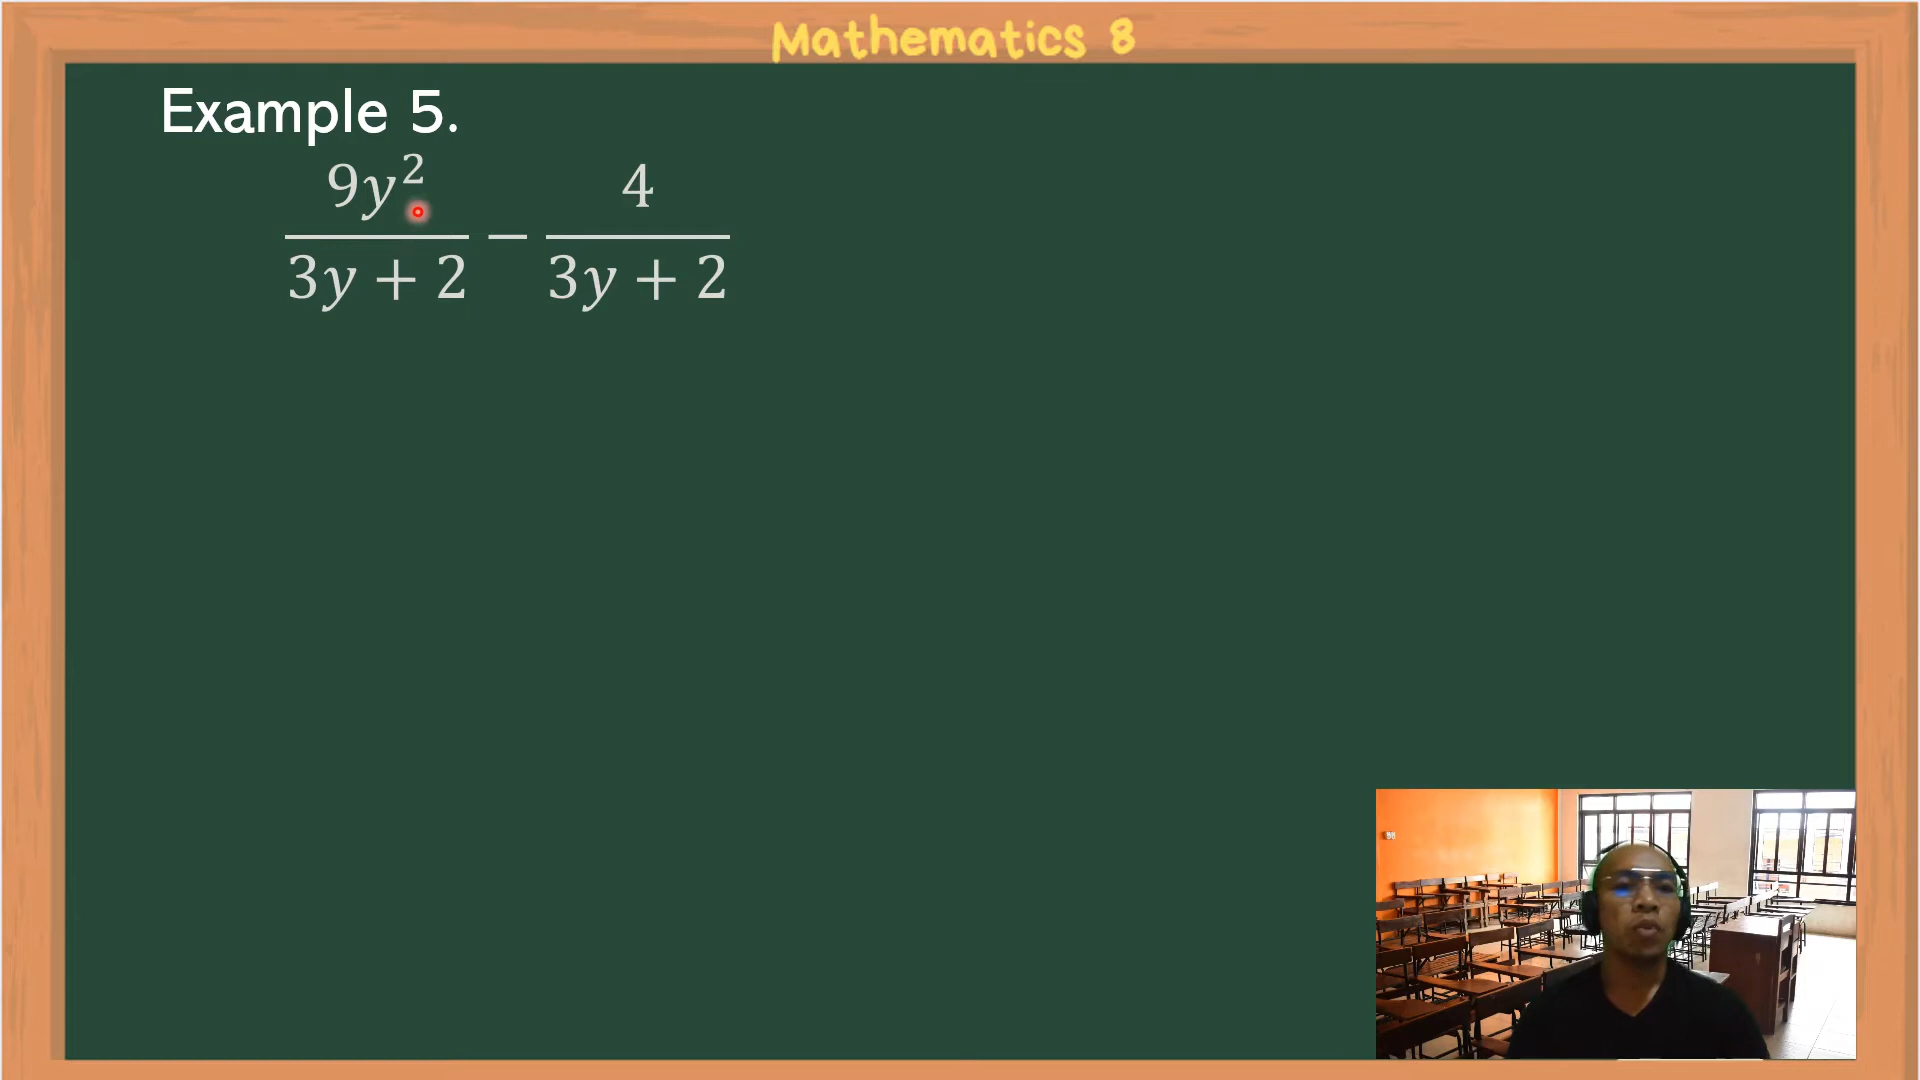 Mathematics 8
Example 5.
9y² / 3y + 2 − 4 / 3y + 2